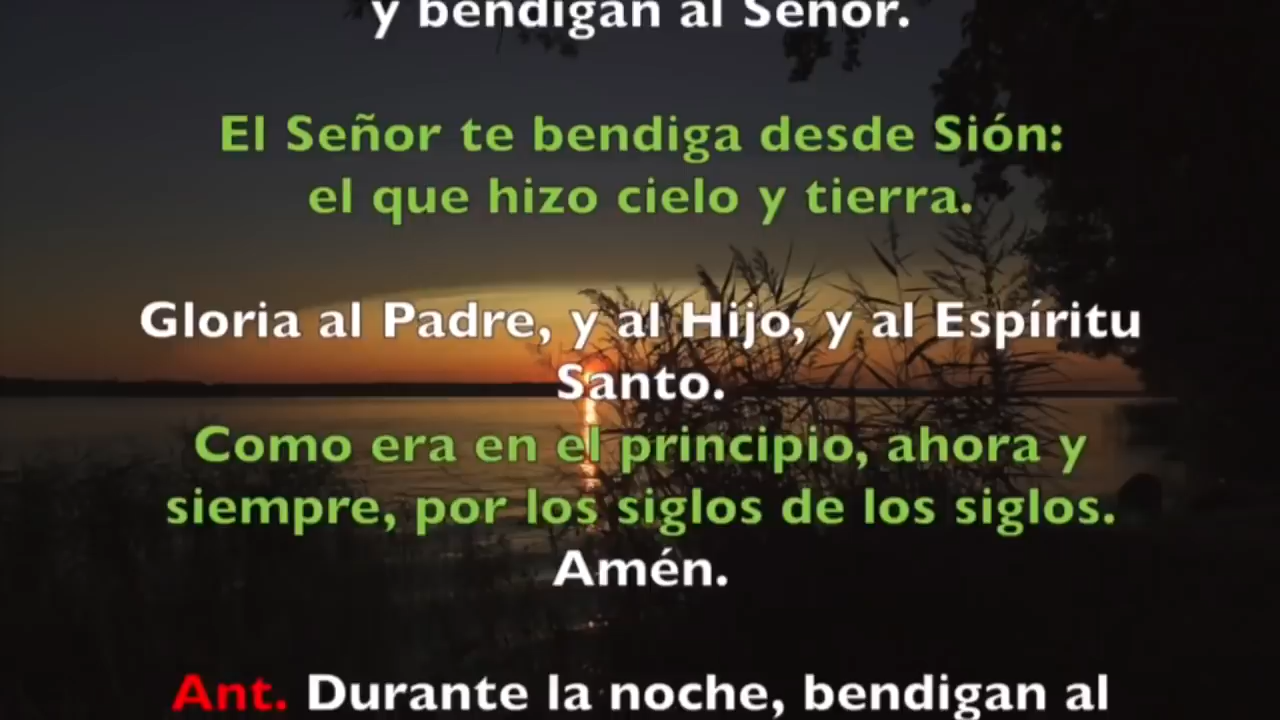 y bendigan al Señor.
El Señor te bendiga desde Sión:
el que hizo cielo y tierra.
Gloria al Padre, y al Hijo, y al Espíritu
Santo.
Como era en el principio, ahora y
siempre, por los siglos de los siglos.
Amén.
Ant. Durante la noche, bendigan al